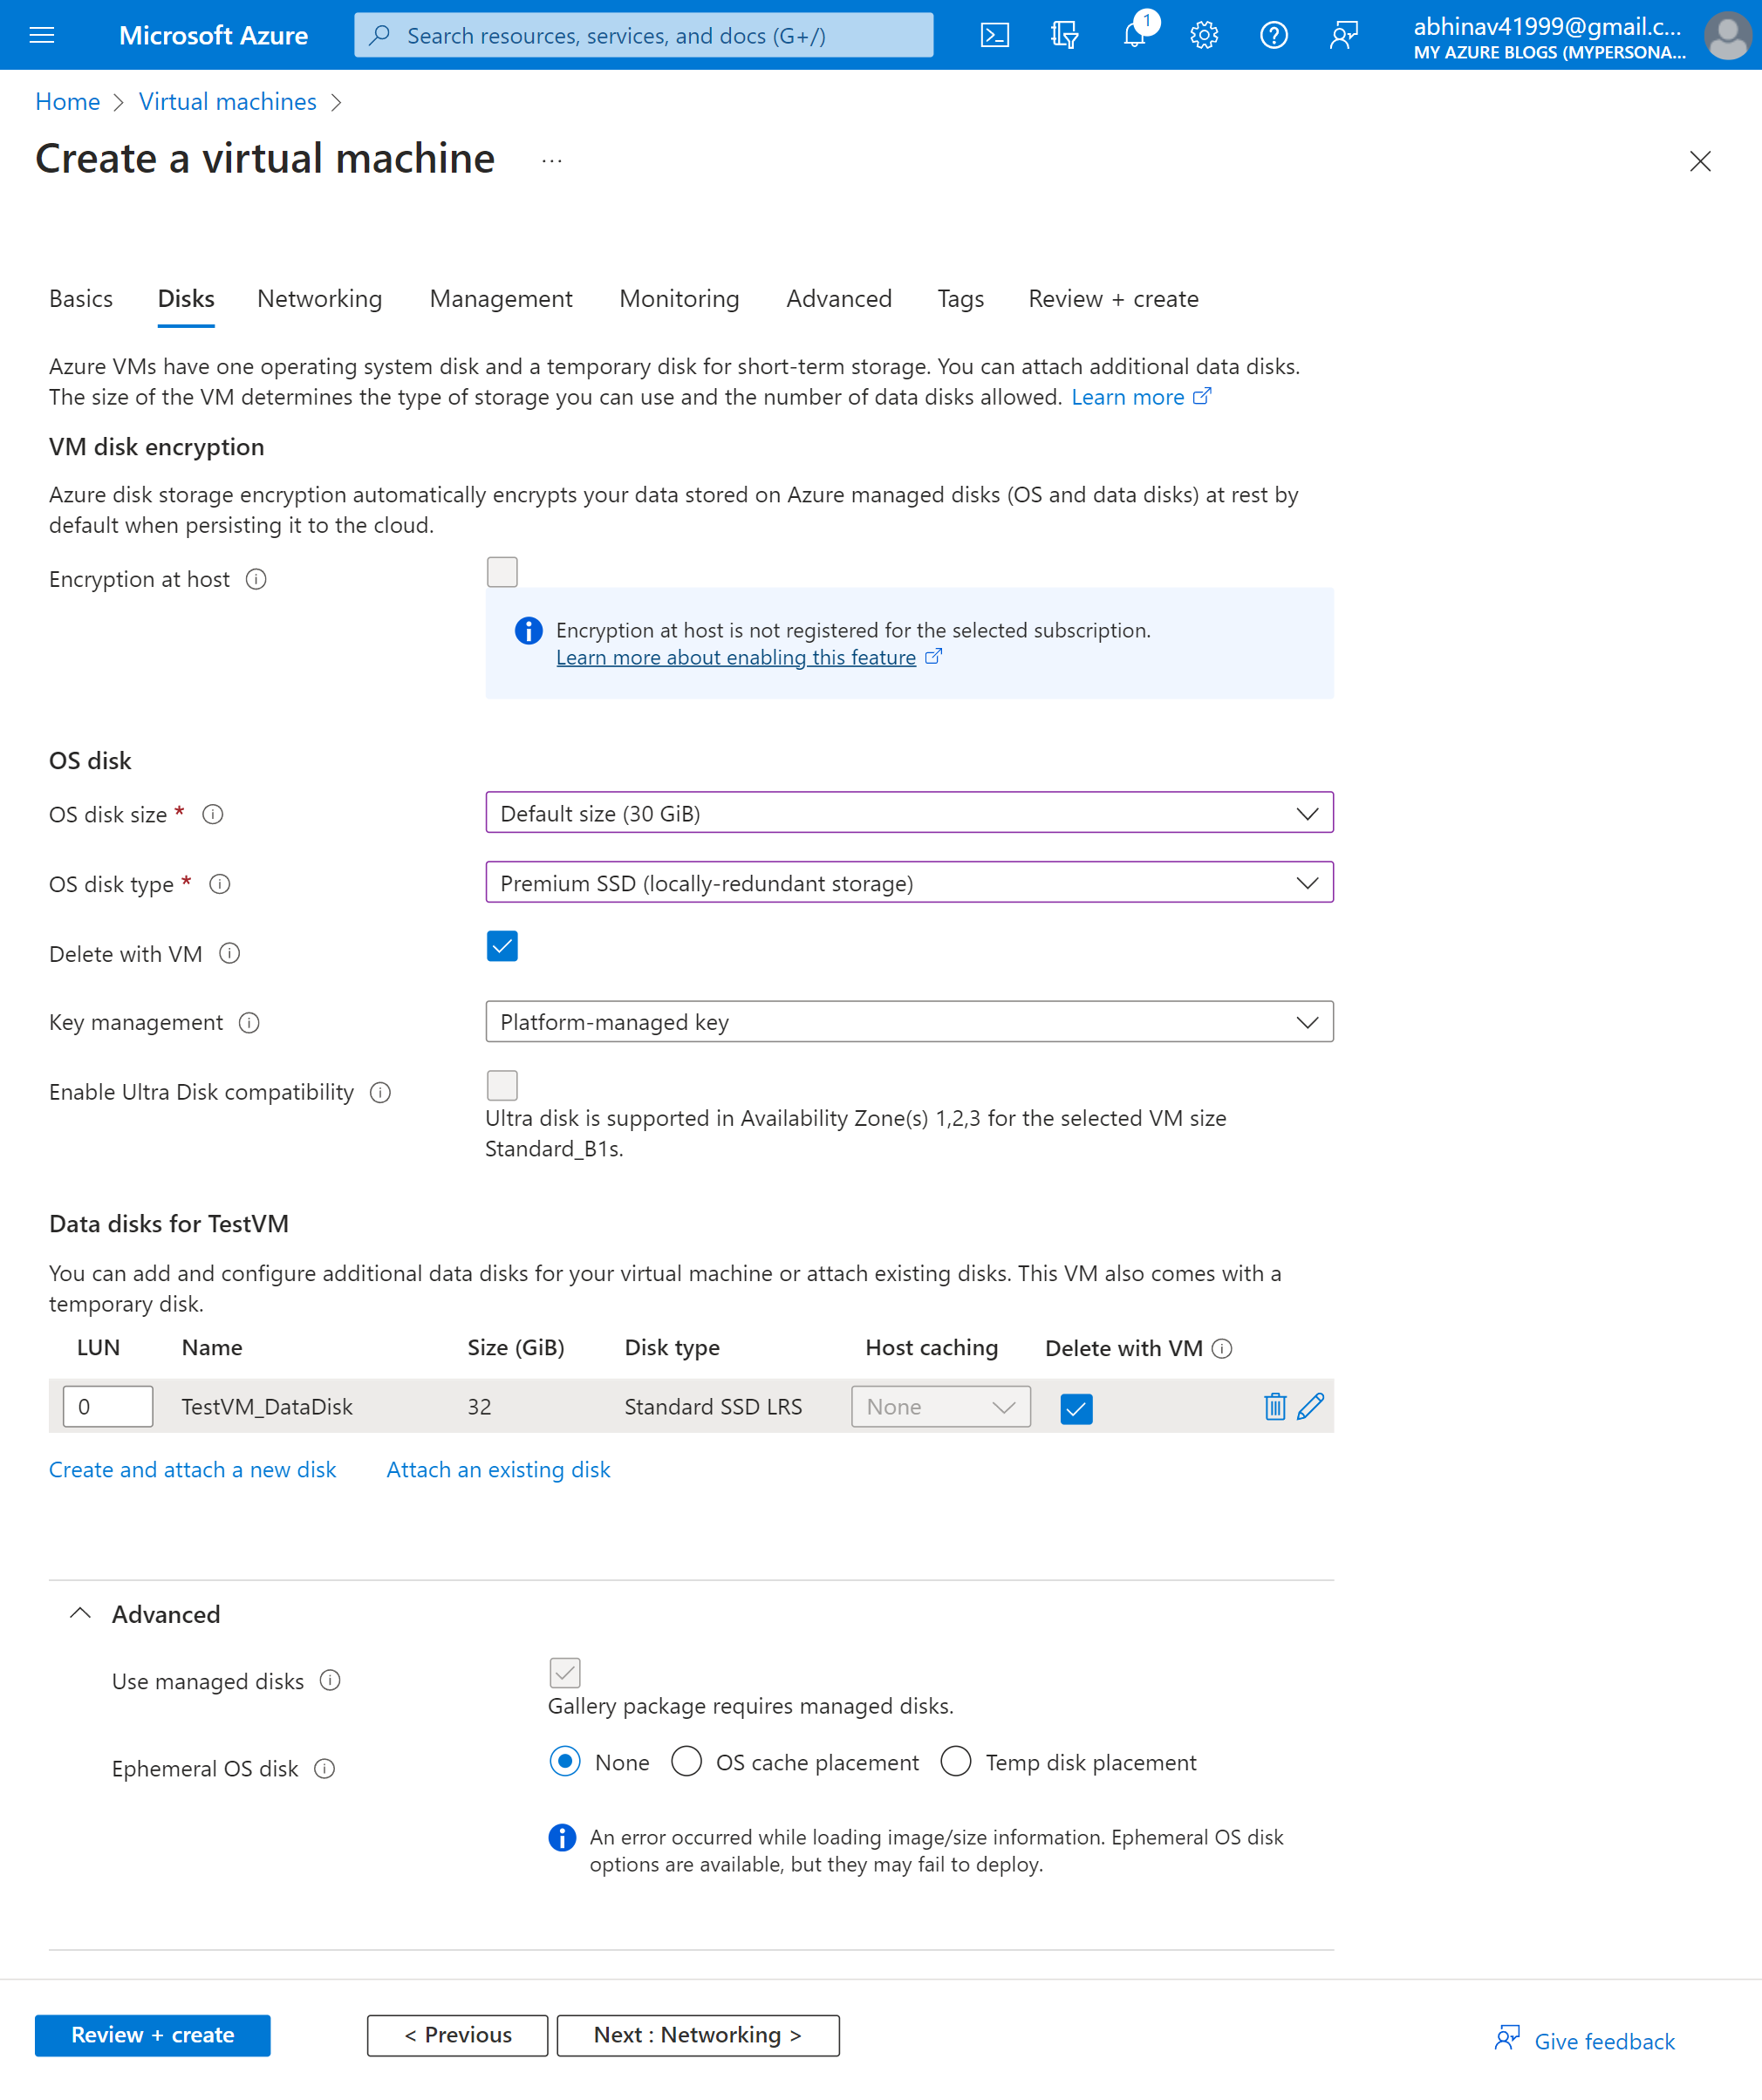 Microsoft Azure
Search resources, services, and docs (G+/)
1
abhinav41999@gmail.c...
MY AZURE BLOGS (MYPERSONA...
Home > Virtual machines >
Create a virtual machine ...
Basics Disks Networking Management Monitoring Advanced Tags Review + create
Azure VMs have one operating system disk and a temporary disk for short-term storage. You can attach additional data disks.
The size of the VM determines the type of storage you can use and the number of data disks allowed. Learn more
VM disk encryption
Azure disk storage encryption automatically encrypts your data stored on Azure managed disks (OS and data disks) at rest by
default when persisting it to the cloud.
Encryption at host
Encryption at host is not registered for the selected subscription.
Learn more about enabling this feature
OS disk
OS disk size * Default size (30 GiB)
OS disk type * Premium SSD (locally-redundant storage)
Delete with VM
Key management Platform-managed key
Enable Ultra Disk compatibility
Ultra disk is supported in Availability Zone(s) 1,2,3 for the selected VM size
Standard_B1s.
Data disks for TestVM
You can add and configure additional data disks for your virtual machine or attach existing disks. This VM also comes with a
temporary disk.
LUN Name Size (GiB) Disk type Host caching Delete with VM
0 TestVM_DataDisk 32 Standard SSD LRS None
Create and attach a new disk Attach an existing disk
Advanced
Use managed disks
Gallery package requires managed disks.
Ephemeral OS disk None OS cache placement Temp disk placement
An error occurred while loading image/size information. Ephemeral OS disk
options are available, but they may fail to deploy.
Review + create < Previous Next : Networking > Give feedback